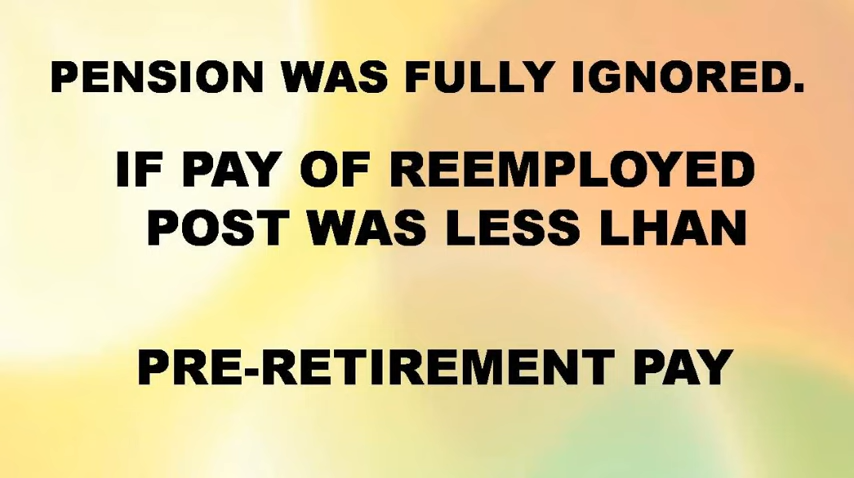 PENSION WAS FULLY IGNORED.
IF PAY OF REEMPLOYED
POST WAS LESS LHAN
PRE-RETIREMENT PAY